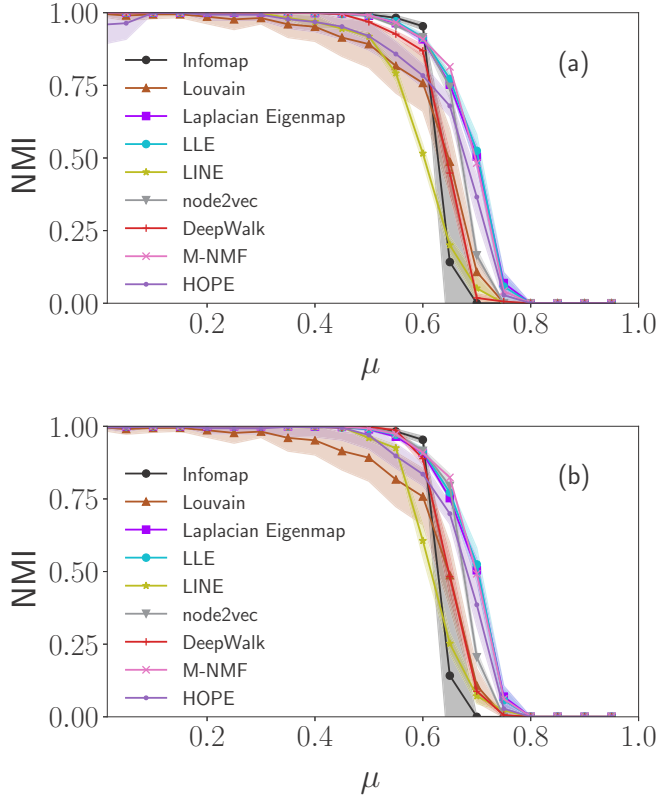 1.00
0.75
0.50
0.25
0.00
NMI
(a)
Infomap
Louvain
Laplacian Eigenmap
LLE
LINE
node2vec
DeepWalk
M-NMF
HOPE
0.2 0.4 0.6 0.8 1.0
μ
1.00
0.75
0.50
0.25
0.00
NMI
(b)
Infomap
Louvain
Laplacian Eigenmap
LLE
LINE
node2vec
DeepWalk
M-NMF
HOPE
0.2 0.4 0.6 0.8 1.0
μ